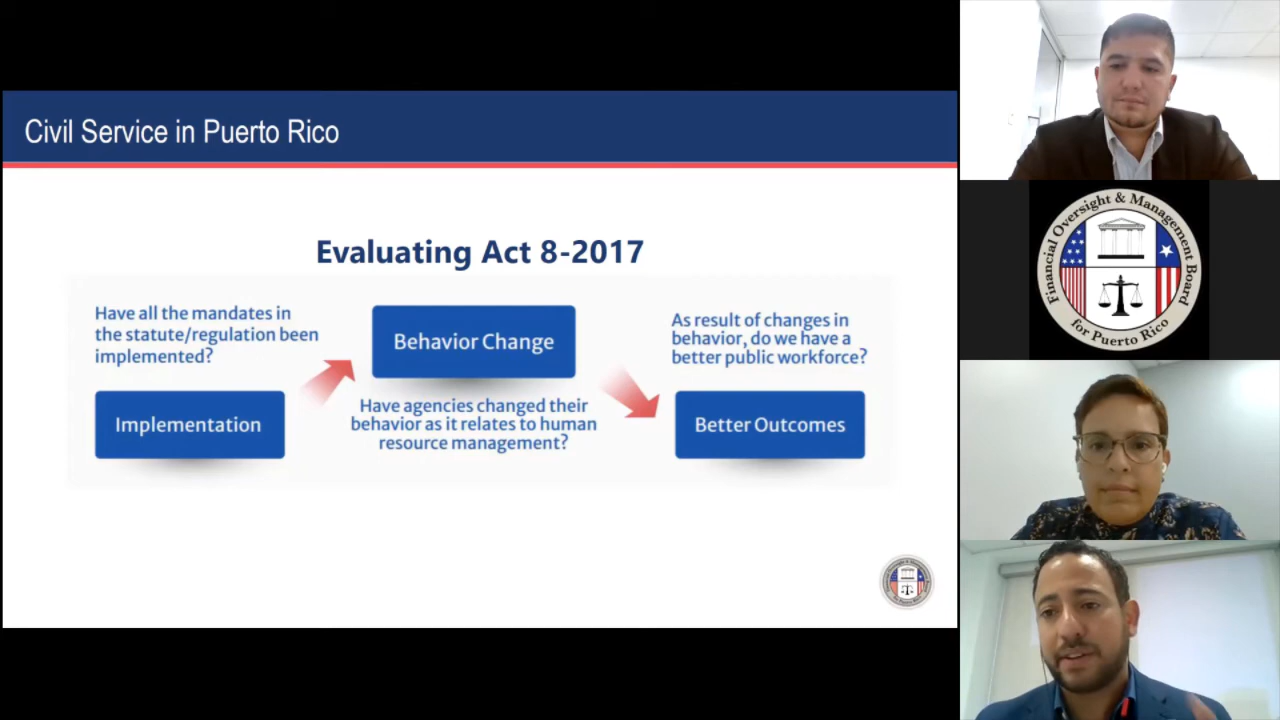 Civil Service in Puerto Rico
Evaluating Act 8-2017
Have all the mandates in
the statute/regulation been
implemented?
Implementation
Behavior Change
Have agencies changed their
behavior as it relates to human
resource management?
As result of changes in
behavior, do we have a
better public workforce?
Better Outcomes
Financial Oversight & Management Board
for Puerto Rico